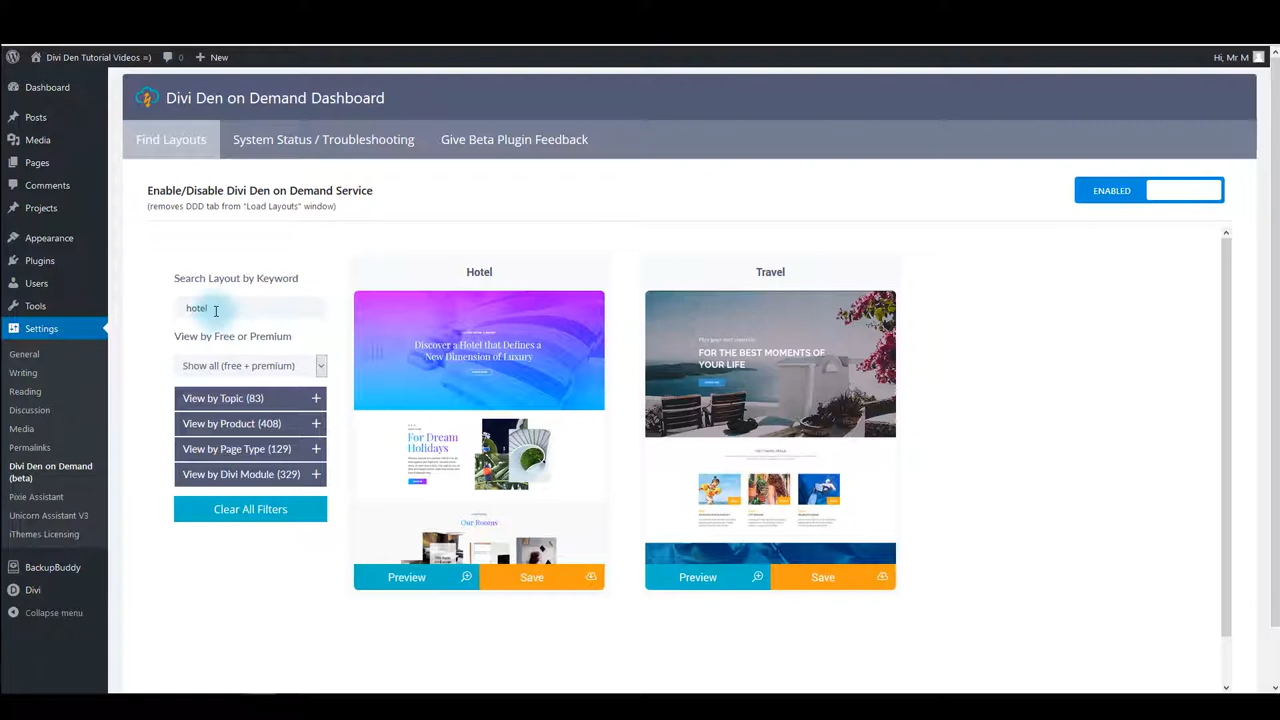 Divi Den Tutorial Videos =)
0
New
Hi, Mr M
Dashboard
Posts
Media
Pages
Comments
Projects
Appearance
Plugins
Users
Tools
Settings
General
Writing
Reading
Discussion
Media
Permalinks
Divi Den on Demand
(beta)
Pixie Assistant
Unicorn Assistant V3
iThemes Licensing
BackupBuddy
Divi
Collapse menu
Divi Den on Demand Dashboard
Find Layouts
System Status / Troubleshooting
Give Beta Plugin Feedback
Enable/Disable Divi Den on Demand Service
(removes DDD tab from "Load Layouts" window)
ENABLED
Search Layout by Keyword
hotel
View by Free or Premium
Show all (free + premium)
View by Topic (83)
View by Product (408)
View by Page Type (129)
View by Divi Module (329)
Clear All Filters
Hotel
Discover a Hotel that Defines a
New Dimension of Luxury
For Dream
Holidays
Our Rooms
Preview
Save
Travel
FOR THE BEST MOMENTS OF
YOUR LIFE
Preview
Save